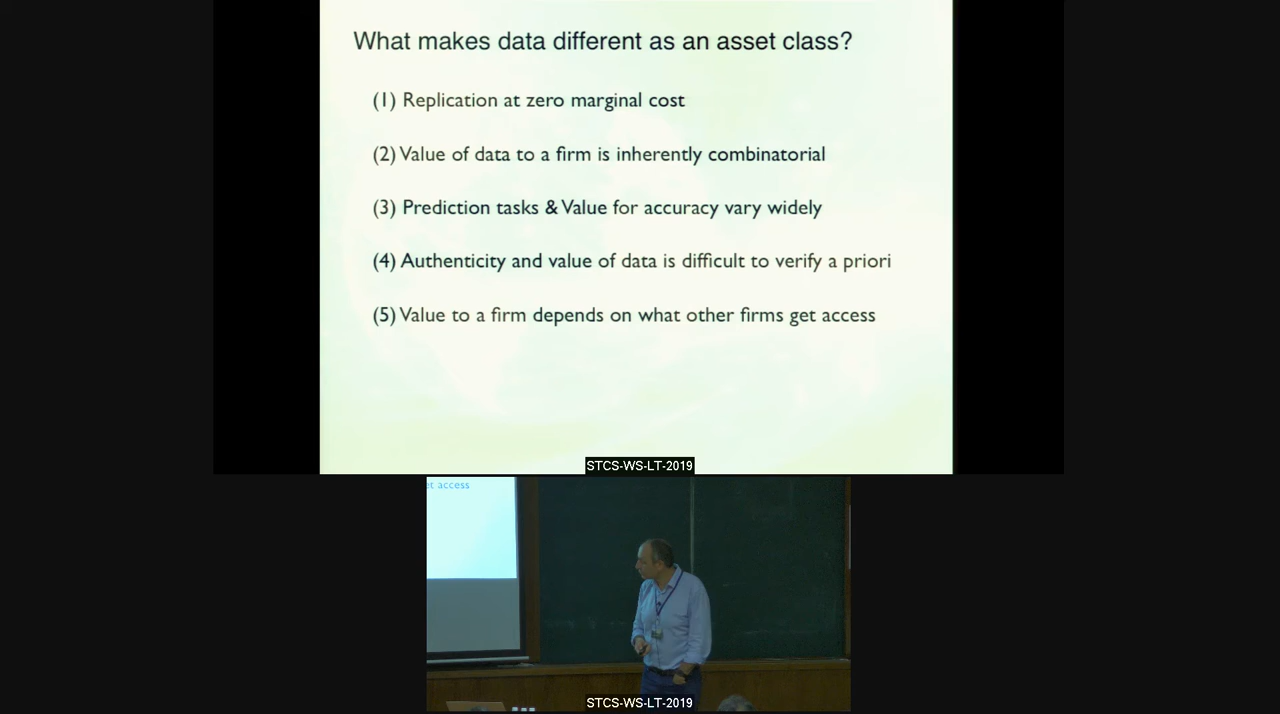 What makes data different as an asset class?
(1) Replication at zero marginal cost
(2) Value of data to a firm is inherently combinatorial
(3) Prediction tasks & Value for accuracy vary widely
(4) Authenticity and value of data is difficult to verify a priori
(5) Value to a firm depends on what other firms get access
STCS-WS-LT-2019
et access
STCS-WS-LT-2019